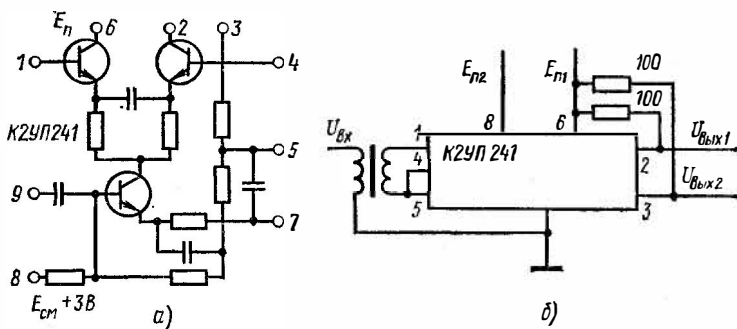 Eп 6 2 3
1 4
К2УП241
5
9
7
8
Eсм +3В
а)
Eп2 Eп1 100
100
Uвх 8 6
1 К2УП 241
4 2 Uвых1
5 3 Uвых2
б)